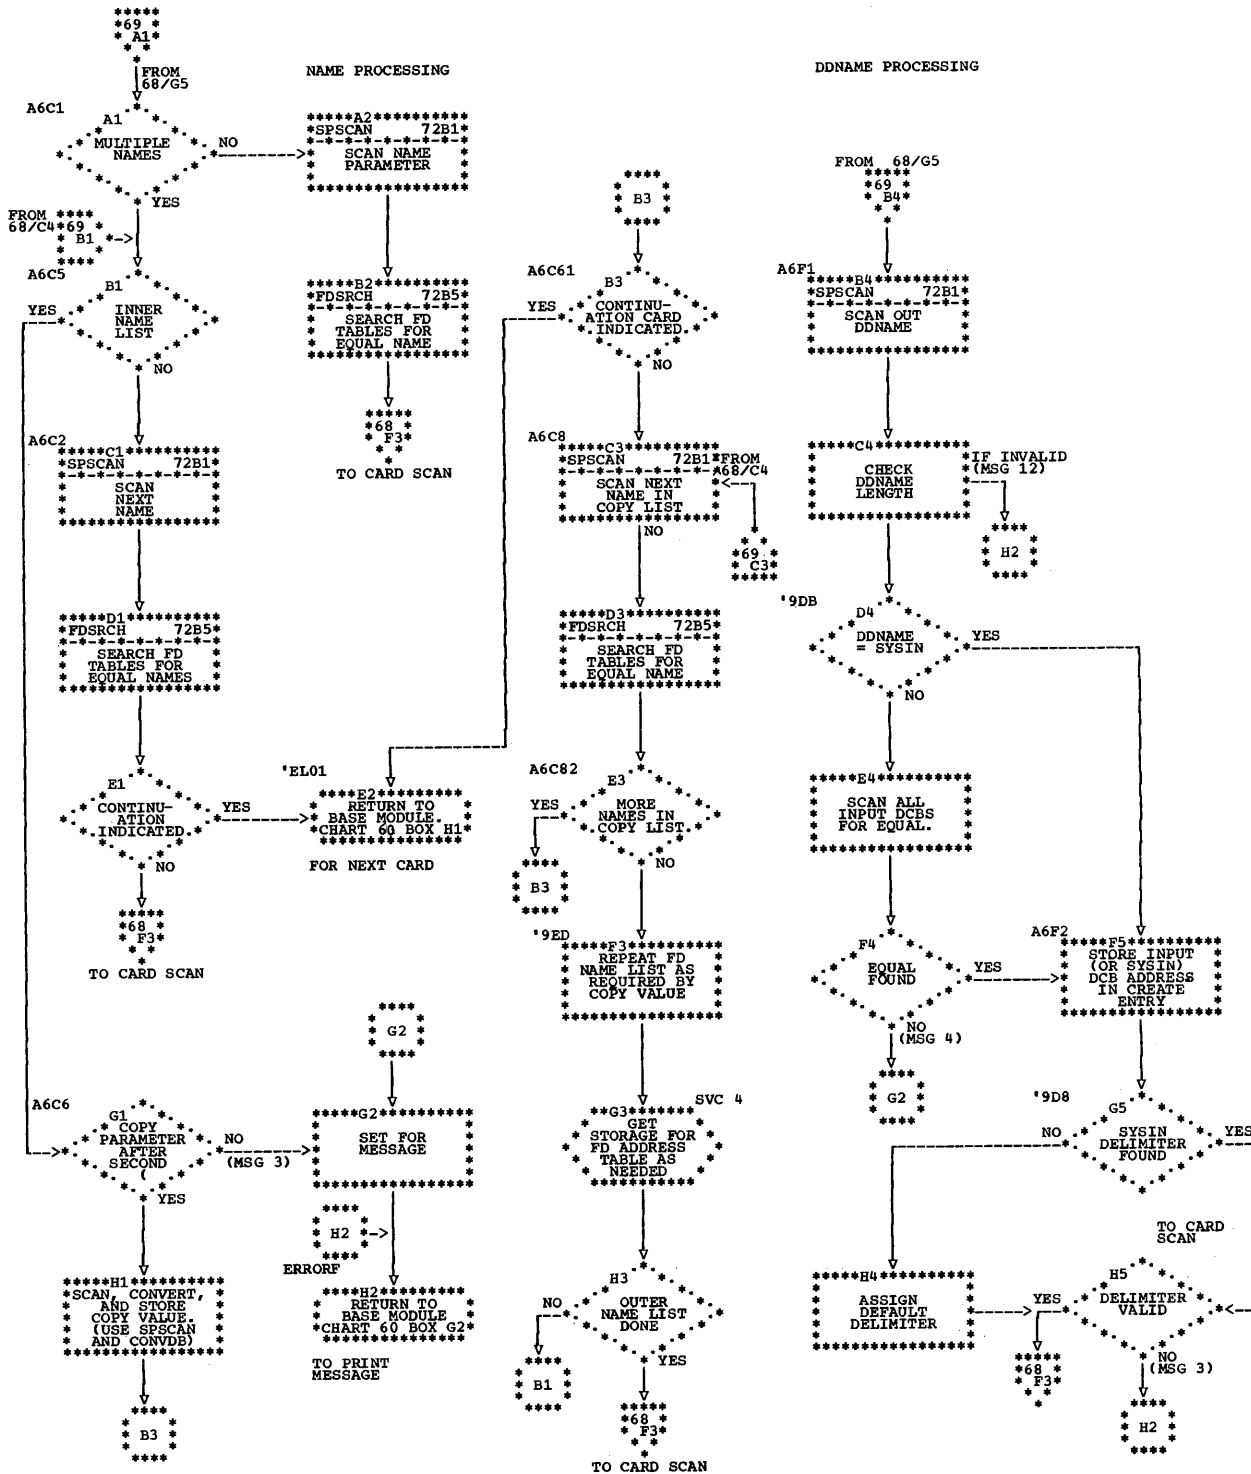 69
A1
FROM
68/G5
NAME PROCESSING
DDNAME PROCESSING
A6C1
A1
MULTIPLE
NAMES
NO
YES
A2
SPSCAN 72B1
SCAN NAME
PARAMETER
FROM
68/C4
69
B1
A6C5
B1
INNER
NAME
LIST
YES
NO
B2
FDSRCH 72B5
SEARCH FD
TABLES FOR
EQUAL NAME
68
F3
TO CARD SCAN
A6C2
C1
SPSCAN 72B1
SCAN
NEXT
NAME
D1
FDSRCH 72B5
SEARCH FD
TABLES FOR
EQUAL NAMES
E1
CONTINU-
ATION
INDICATED.
YES
NO
'EL01
E2
RETURN TO
BASE MODULE.
CHART 60 BOX H1
FOR NEXT CARD
68
F3
TO CARD SCAN
A6C6
G1
COPY
PARAMETER
AFTER
SECOND
(
NO
(MSG 3)
YES
G2
G2
SET FOR
MESSAGE
H2
ERRORF
H2
RETURN TO
BASE MODULE
CHART 60 BOX G2
TO PRINT
MESSAGE
H1
SCAN, CONVERT,
AND STORE
COPY VALUE.
(USE SPSCAN
AND CONVDB)
B3
B3
A6C61
B3
CONTINU-
ATION CARD
INDICATED.
YES
NO
A6C8
C3
SPSCAN 72B1
SCAN NEXT
NAME IN
COPY LIST
FROM
68/C4
69
C3
NO
D3
FDSRCH 72B5
SEARCH FD
TABLES FOR
EQUAL NAME
A6C82
E3
MORE
NAMES IN
COPY LIST.
YES
NO
B3
'9ED
F3
REPEAT FD
NAME LIST AS
REQUIRED BY
COPY VALUE
SVC 4
G3
GET
STORAGE FOR
FD ADDRESS
TABLE AS
NEEDED
H3
OUTER
NAME LIST
DONE
NO
YES
B1
68
F3
TO CARD SCAN
FROM 68/G5
69
B4
A6F1
B4
SPSCAN 72B1
SCAN OUT
DDNAME
C4
CHECK
DDNAME
LENGTH
IF INVALID
(MSG 12)
H2
'9DB
D4
DDNAME
= SYSIN
YES
NO
E4
SCAN ALL
INPUT DCBS
FOR EQUAL.
F4
EQUAL
FOUND
YES
NO
(MSG 4)
G2
A6F2
F5
STORE INPUT
(OR SYSIN)
DCB ADDRESS
IN CREATE
ENTRY
'9D8
G5
SYSIN
DELIMITER
FOUND
NO
YES
TO CARD
SCAN
H4
ASSIGN
DEFAULT
DELIMITER
H5
DELIMITER
VALID
YES
NO
(MSG 3)
68
F3
H2